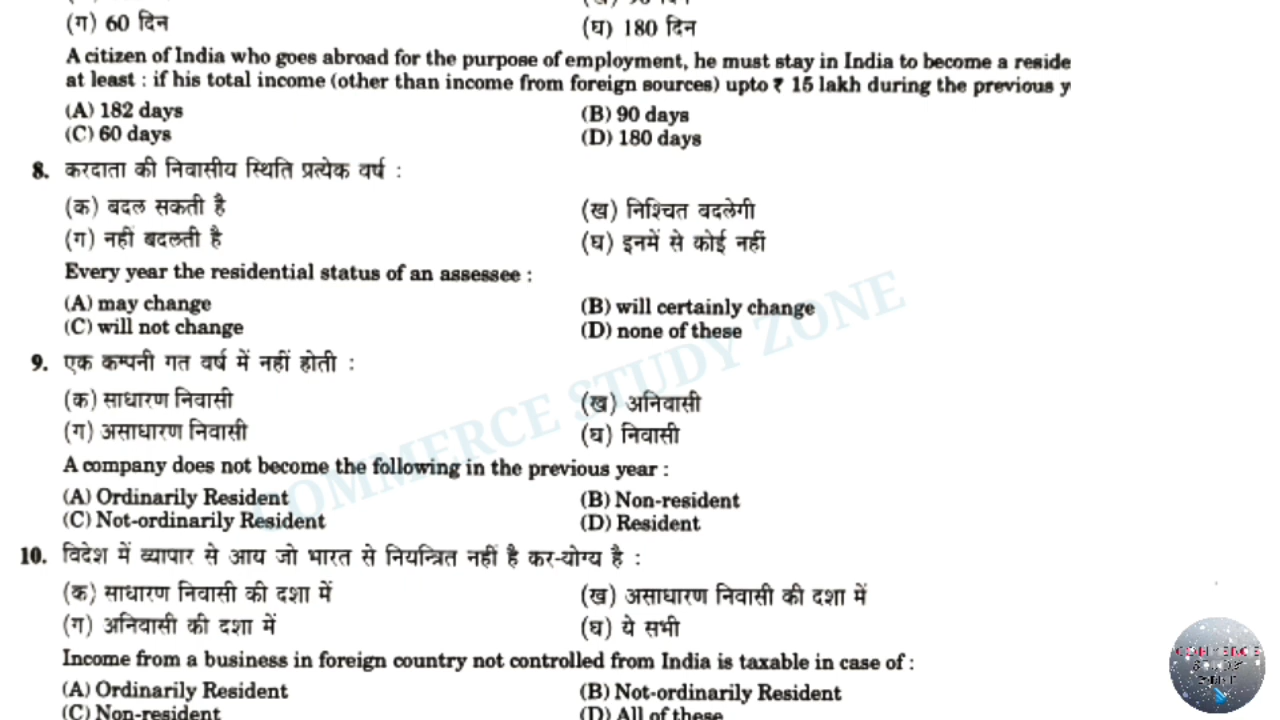 (ग) 60 दिन (घ) 180 दिन
A citizen of India who goes abroad for the purpose of employment, he must stay in India to become a reside
at least : if his total income (other than income from foreign sources) upto ₹ 15 lakh during the previous y
(A) 182 days (B) 90 days
(C) 60 days (D) 180 days
8. करदाता की निवासीय स्थिति प्रत्येक वर्ष :
(क) बदल सकती है (ख) निश्चित बदलेगी
(ग) नहीं बदलती है (घ) इनमें से कोई नहीं
Every year the residential status of an assessee :
(A) may change (B) will certainly change
(C) will not change (D) none of these
9. एक कम्पनी गत वर्ष में नहीं होती :
(क) साधारण निवासी (ख) अनिवासी
(ग) असाधारण निवासी (घ) निवासी
A company does not become the following in the previous year :
(A) Ordinarily Resident (B) Non-resident
(C) Not-ordinarily Resident (D) Resident
10. विदेश में व्यापार से आय जो भारत से नियन्त्रित नहीं है कर-योग्य है :
(क) साधारण निवासी की दशा में (ख) असाधारण निवासी की दशा में
(ग) अनिवासी की दशा में (घ) ये सभी
Income from a business in foreign country not controlled from India is taxable in case of :
(A) Ordinarily Resident (B) Not-ordinarily Resident
(C) Non-resident (D) All of these
COMMERCE STUDY ZONE
COMMERCE
STUDY